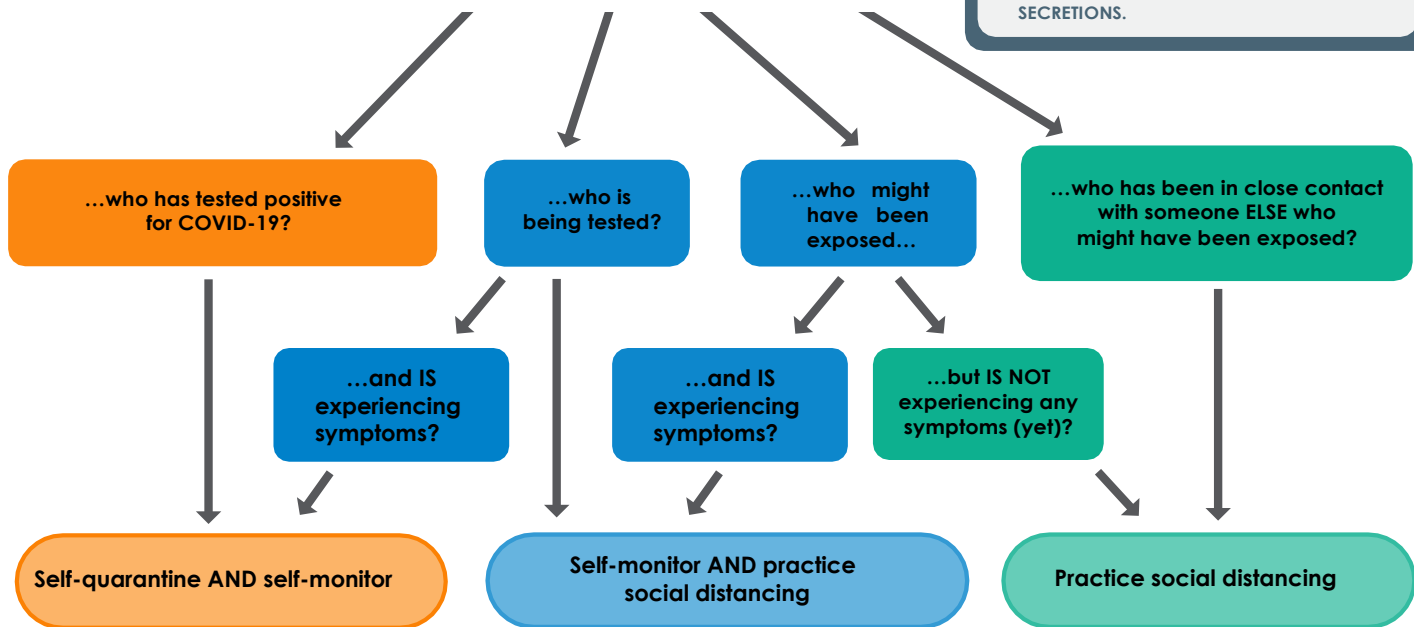 SECRETIONS.
…who has tested positive
for COVID-19?
…who is
being tested?
…who might
have been
exposed…
…who has been in close contact
with someone ELSE who
might have been exposed?
…and IS
experiencing
symptoms?
…and IS
experiencing
symptoms?
…but IS NOT
experiencing any
symptoms (yet)?
Self-quarantine AND self-monitor
Self-monitor AND practice
social distancing
Practice social distancing